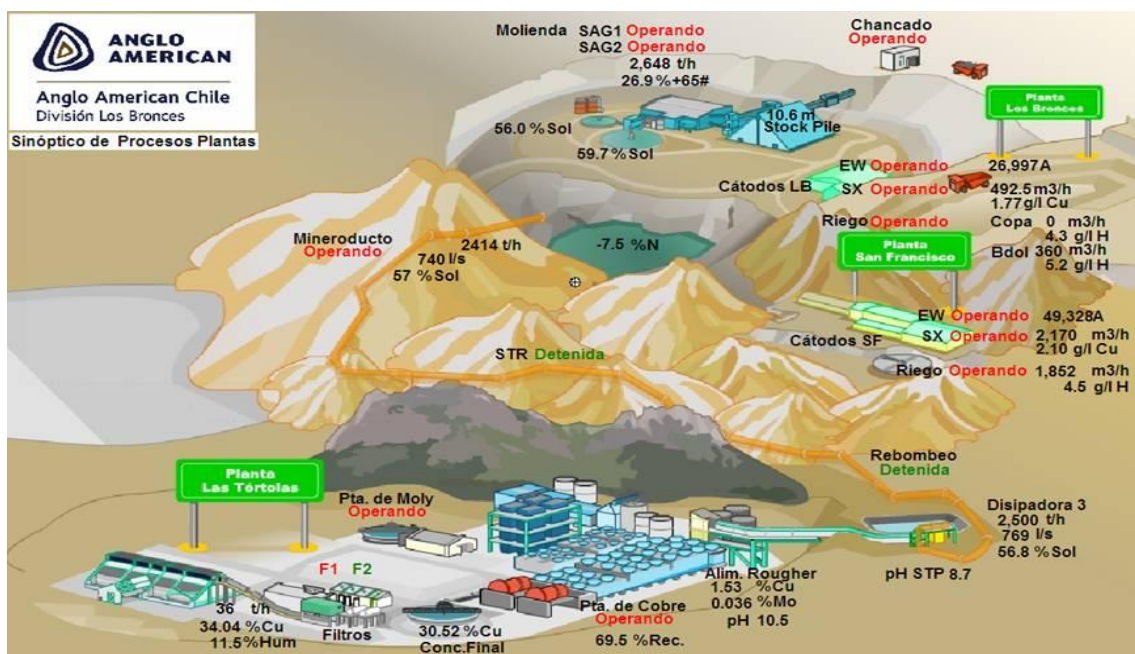 ANGLO
AMERICAN
Anglo American Chile
División Los Bronces
Sinóptico de Procesos Plantas
Molienda SAG1 Operando
SAG2 Operando
2,648 t/h
26.9 %+65#
Chancado
Operando
Planta
Los Bronces
56.0 %Sol
59.7 %Sol
10.6 m
Stock Pile
Cátodos LB
EW Operando 26,997A
SX Operando 492.5 m3/h
1.77 g/l Cu
Riego Operando Copa 0 m3/h
4.3 g/l H
Bdol 360 m3/h
5.2 g/l H
Mineroducto
Operando
2414 t/h
740 l/s
57 %Sol
-7.5 %N
Planta
San Francisco
Cátodos SF
EW Operando 49,328A
SX Operando 2,170 m3/h
2.10 g/l Cu
Riego Operando 1,852 m3/h
4.5 g/l H
STR Detenida
Rebombeo
Detenida
Disipadora 3
2,500 t/h
769 l/s
56.8 %Sol
pH STP 8.7
Planta
Las Tórtolas
Pta. de Moly
Operando
F1 F2
36 t/h
34.04 %Cu
11.5 %Hum
Filtros
30.52 %Cu
Conc.Final
Pta. de Cobre
Operando
69.5 %Rec.
Alim. Rougher
1.53 %Cu
0.036 %Mo
pH 10.5